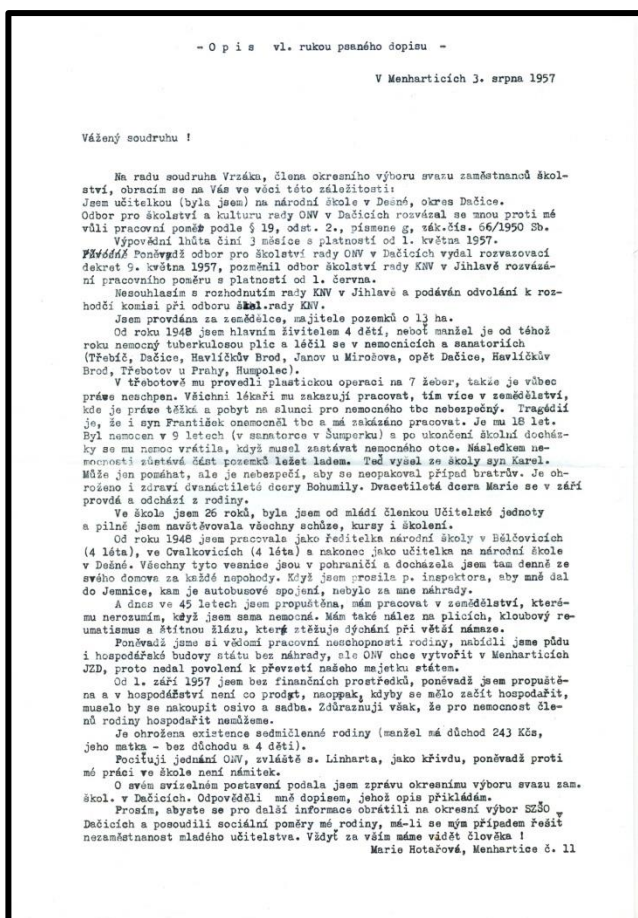 - O p i s   vl. rukou psaného dopisu  -
V Menharticích 3. srpna 1957
Vážený soudruhu !
Na radu soudruha Vrzáka, člena okresního výboru svazu zaměstnanců škol-
ství, obracím se na Vás ve věci této záležitosti:
Jsem učitelkou (byla jsem) na národní škole v Dešné, okres Dačice.
Odbor pro školství a kulturu rady ONV v Dačicích rozvázal se mnou proti mé
vůli pracovní poměr podle § 19, odst. 2., písmene g, zák.čís. 66/1950 Sb.
Výpovědní lhůta činí 3 měsíce s platností od 1. května 1957.
Poněvadž odbor pro školství rady ONV v Dačicích vydal rozvazovací
dekret 9. května 1957, pozměnil odbor školství rady KNV v Jihlavě rozvázá-
ní pracovního poměru s platností od 1. června.
Nesouhlasím s rozhodnutím rady KNV v Jihlavě a podáván odvolání k roz-
hodčí komisi při odboru škol.rady KNV.
Jsem provdána za zemědělce, majitele pozemků o 13 ha.
Od roku 1948 jsem hlavním živitelem 4 dětí, neboť manžel je od téhož
roku nemocný tuberkulosou plic a léčil se v nemocnicích a sanatoriích
(Třebíč, Dačice, Havlíčkův Brod, Janov u Mirošova, opět Dačice, Havlíčkův
Brod, Třebotov u Prahy, Humpolec).
V třebotově mu provedli plastickou operaci na 7 žeber, takže je vůbec
práce neschpen. Všichni lékaři mu zakazují pracovat, tím více v zemědělství,
kde je práce těžká a pobyt na slunci pro nemocného tbc nebezpečný. Tragédií
je, že i syn František onemocněl tbc a má zakázáno pracovat. Je mu 18 let.
Byl nemocen v 9 letech (v sanatorce v Šumperku) a po ukončení školní docház-
ky se mu nemoc vrátila, když musel zastávat nemocného otce. Následkem ne-
mocnosti zůstává část pozemků ležet ladem. Teď vyšel ze školy syn Karel.
Může jen pomáhat, ale je nebezpečí, aby se neopakoval případ bratrův. Je oh-
roženo i zdraví dvanáctileté dcery Bohumily. Dvacetiletá dcera Marie se v září
provdá a odchází z rodiny.
Ve škole jsem 26 roků, byla jsem od mládí členkou Učitelské jednoty
a pilně jsem navštěvovala všechny schůze, kursy i školení.
Od roku 1948 jsem pracovala jako ředitelka národní školy v Bělčovicích
(4 léta), ve Cvalkovicích (4 léta) a nakonec jako učitelka na národní škole
v Dešné. Všechny tyto vesnice jsou v pohraničí a docházela jsem tam denně ze
svého domova za každé nepohody. Když jsem prosila p. inspektora, aby mně dal
do Jemnice, kam je autobusové spojení, nebylo za mne náhrady.
A dnes ve 45 letech jsem propuštěna, mám pracovat v zemědělství, které-
mu nerozumím, když jsem sama nemocná. Mám také nález na plicích, kloubový re-
umatismus a štítnou žlázu, která ztěžuje dýchání při větší námaze.
Poněvadž jsme si vědomi pracovní neschopnosti rodiny, nabídli jsme půdu
i hospodářské budovy státu bez náhrady, ale ONV chce vytvořit v Menharticích
JZD, proto nedal povolení k převzetí našeho majetku státem.
Od 1. září 1957 jsem bez finančních prostředků, poněvadž jsem propuště-
na a v hospodářství není co prodat, naoppak, kdyby se mělo začít hospodařit,
muselo by se nakoupit osivo a sadba. Zdůraznuji však, že pro nemocnost čle-
nů rodiny hospodařit nemůžeme.
Je ohrožena existence sedmičlenné rodiny (manžel má důchod 243 Kčs,
jeho matka - bez důchodu a 4 děti).
Pociťuji jednání ONV, zvláště s. Linharta, jako křivdu, poněvadž proti
mé práci ve škole není námitek.
O svém svízelném postavení podala jsem zprávu okresnímu výboru svazu zam.
škol. v Dačicích. Odpověděli mně dopisem, jehož opis přikládám.
Prosím, abyste se pro další informace obrátili na okresní výbor SZŠO v
Dačicích a posoudili sociální poměry mé rodiny, má-li se mým případem řešit
nezaměstnanost mladého učitelstva. Vždyť za vším máme vidět člověka !
Marie Hotařová, Menhartice č. 11